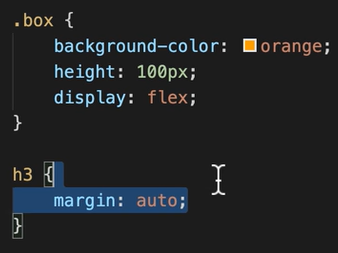 .box {
background-color: orange;
height: 100px;
display: flex;
}
h3 {
margin: auto;
}